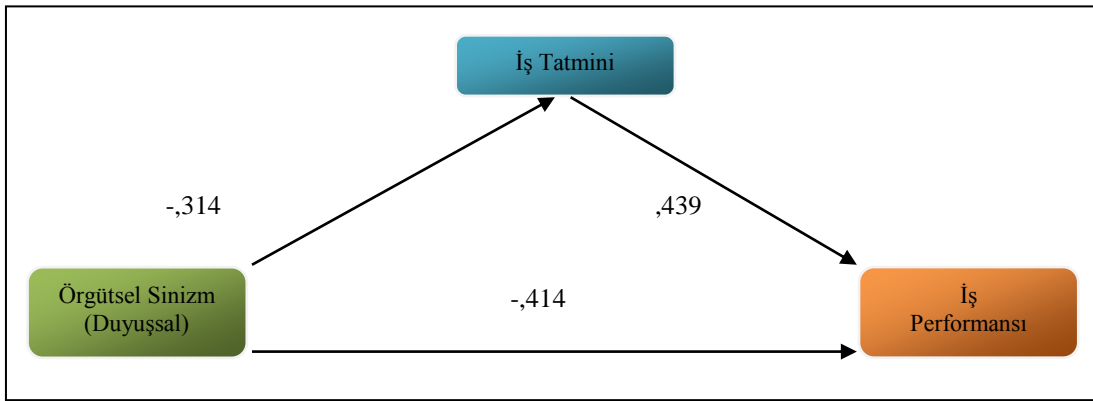 İş Tatmini
-,314
,439
Örgütsel Sinizm
(Duyuşsal)
-,414
İş
Performansı